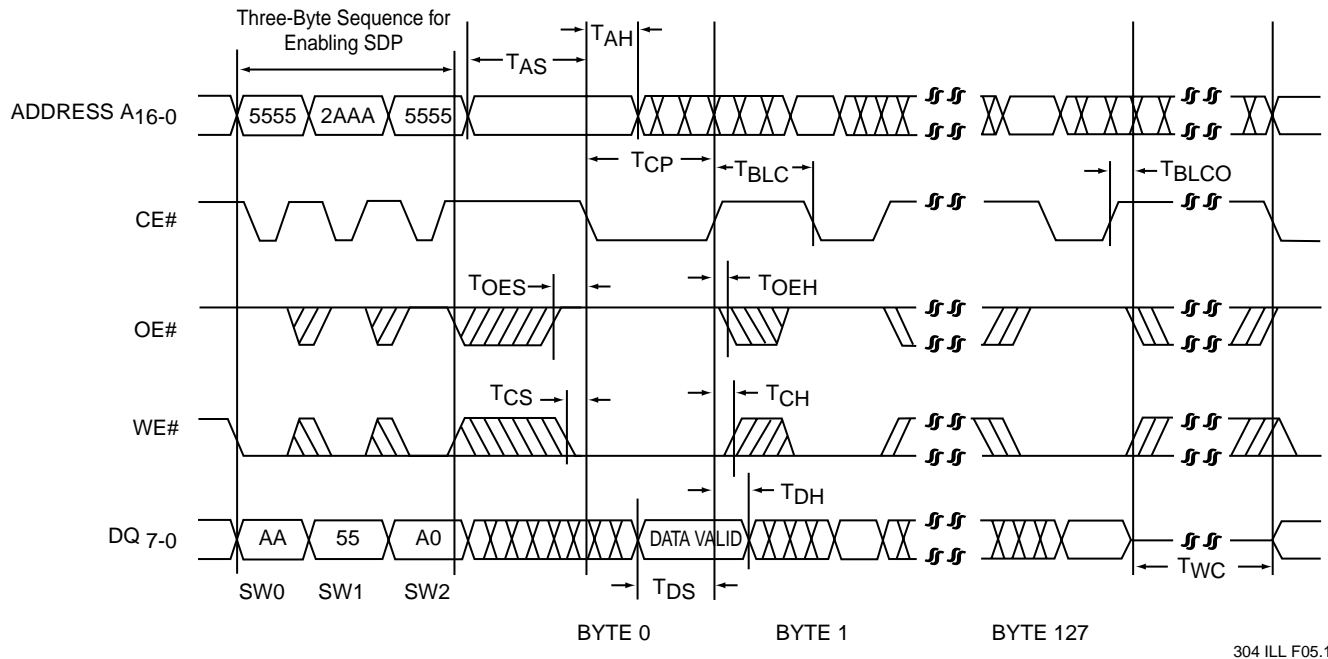 Three-Byte Sequence for
Enabling SDP
TAS
TAH
ADDRESS A16-0
5555
2AAA
5555
TCP
TBLC
TBLCO
CE#
TOES
TOEH
OE#
TCS
TCH
WE#
TDH
DQ 7-0
AA
55
A0
DATA VALID
SW0
SW1
SW2
TDS
TWC
BYTE 0
BYTE 1
BYTE 127
304 ILL F05.1